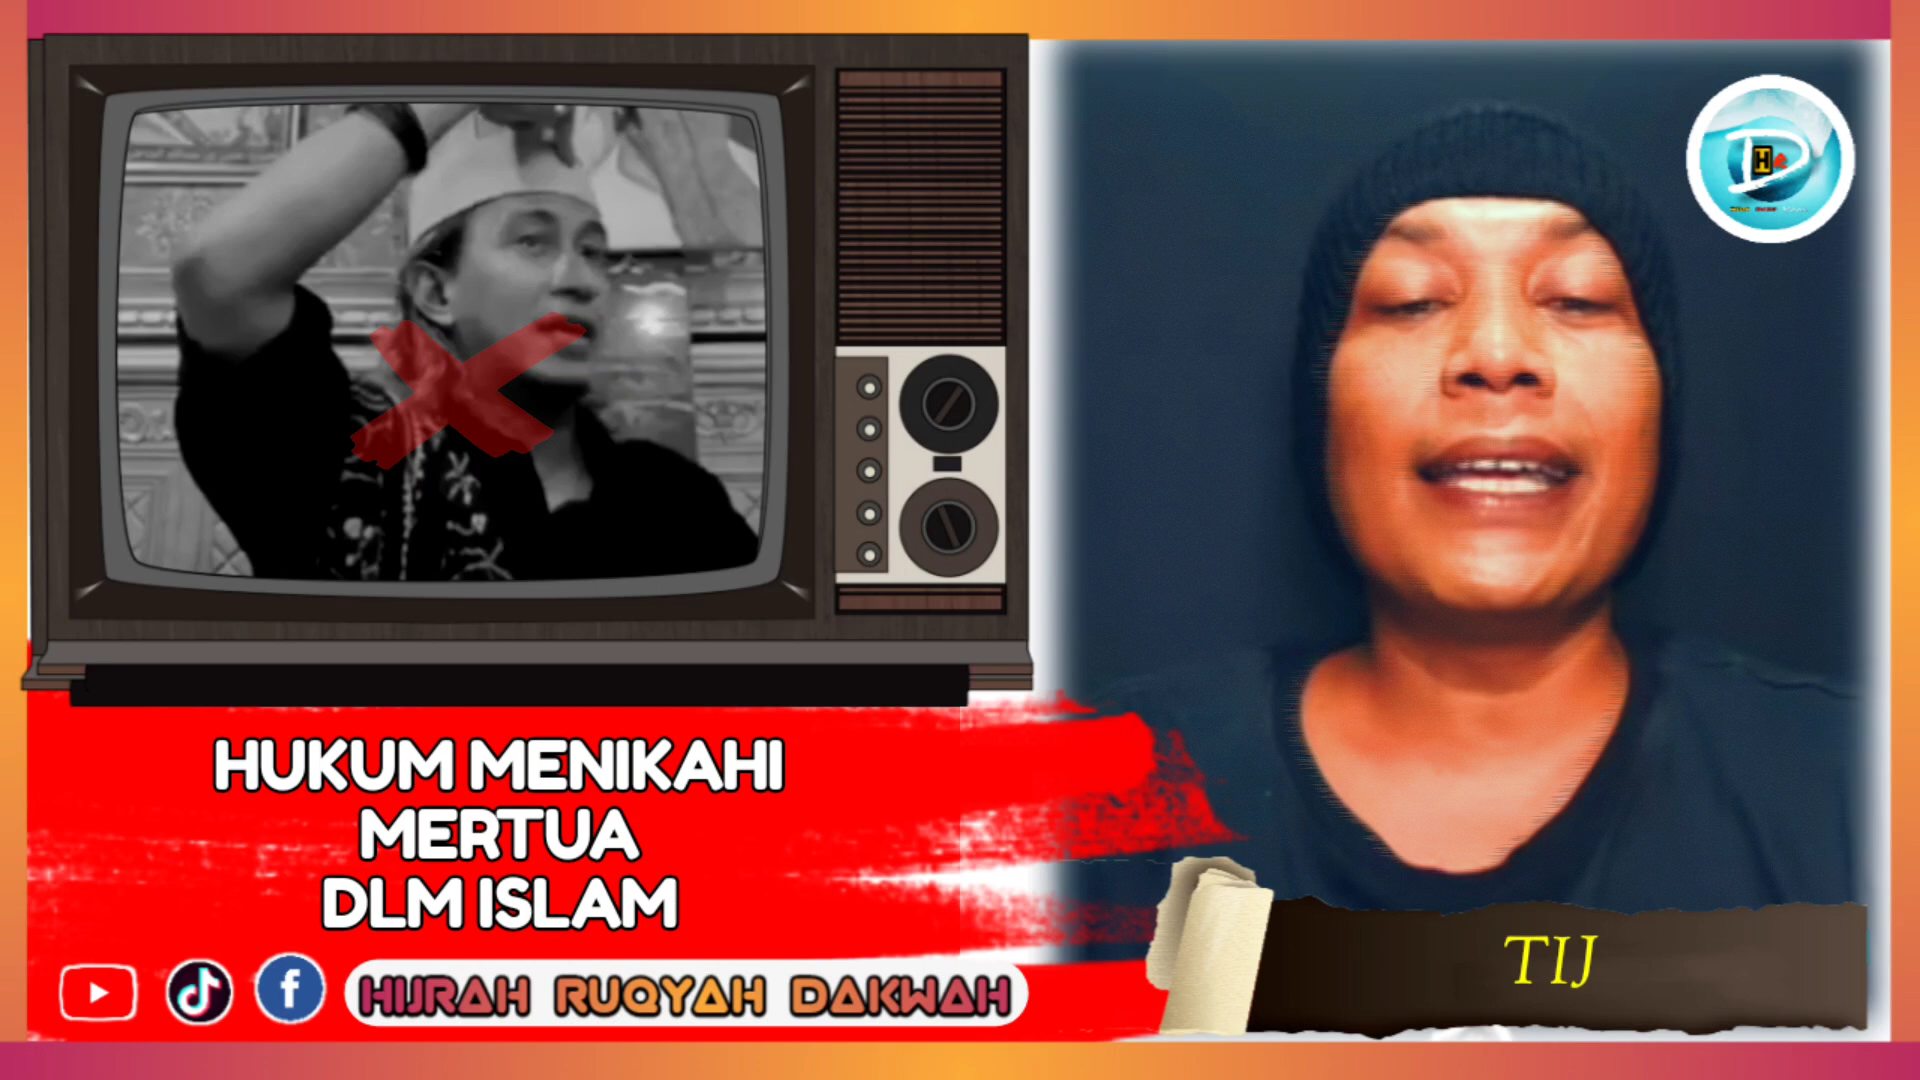 HUKUM MENIKAHI
MERTUA
DLM ISLAM
HIJRAH RUQYAH DAKWAH
TIJ